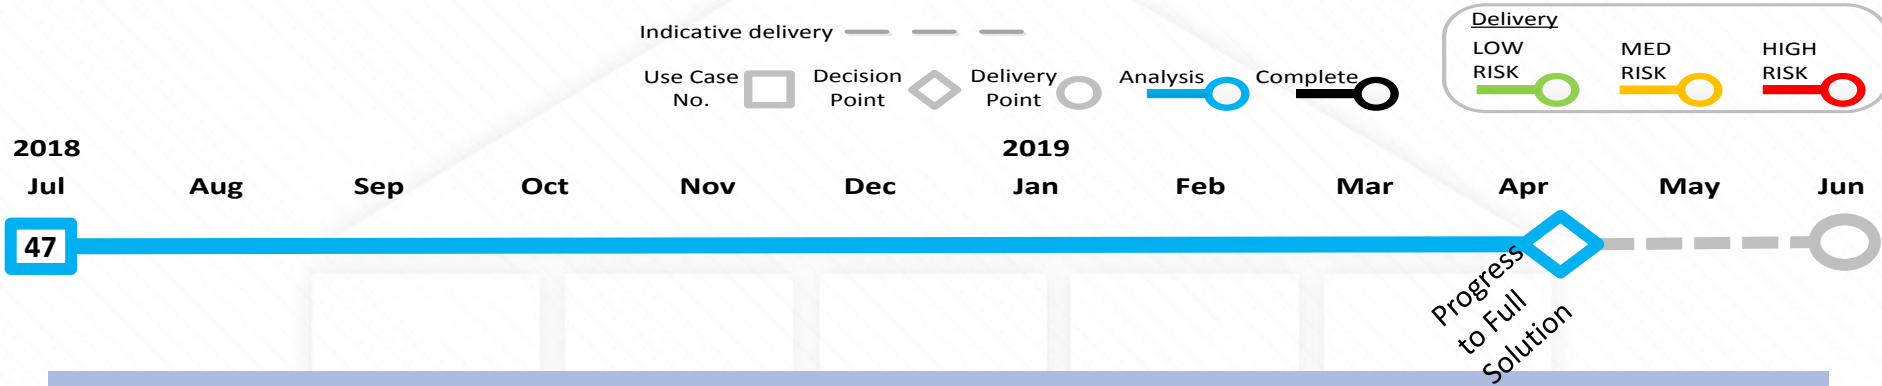 Indicative delivery
Use Case
No.
Decision
Point
Delivery
Point
Analysis
Complete
Delivery
LOW
RISK
MED
RISK
HIGH
RISK
2018
2019
Jul Aug Sep Oct Nov Dec Jan Feb Mar Apr May Jun
47
Progress
to Full
Solution